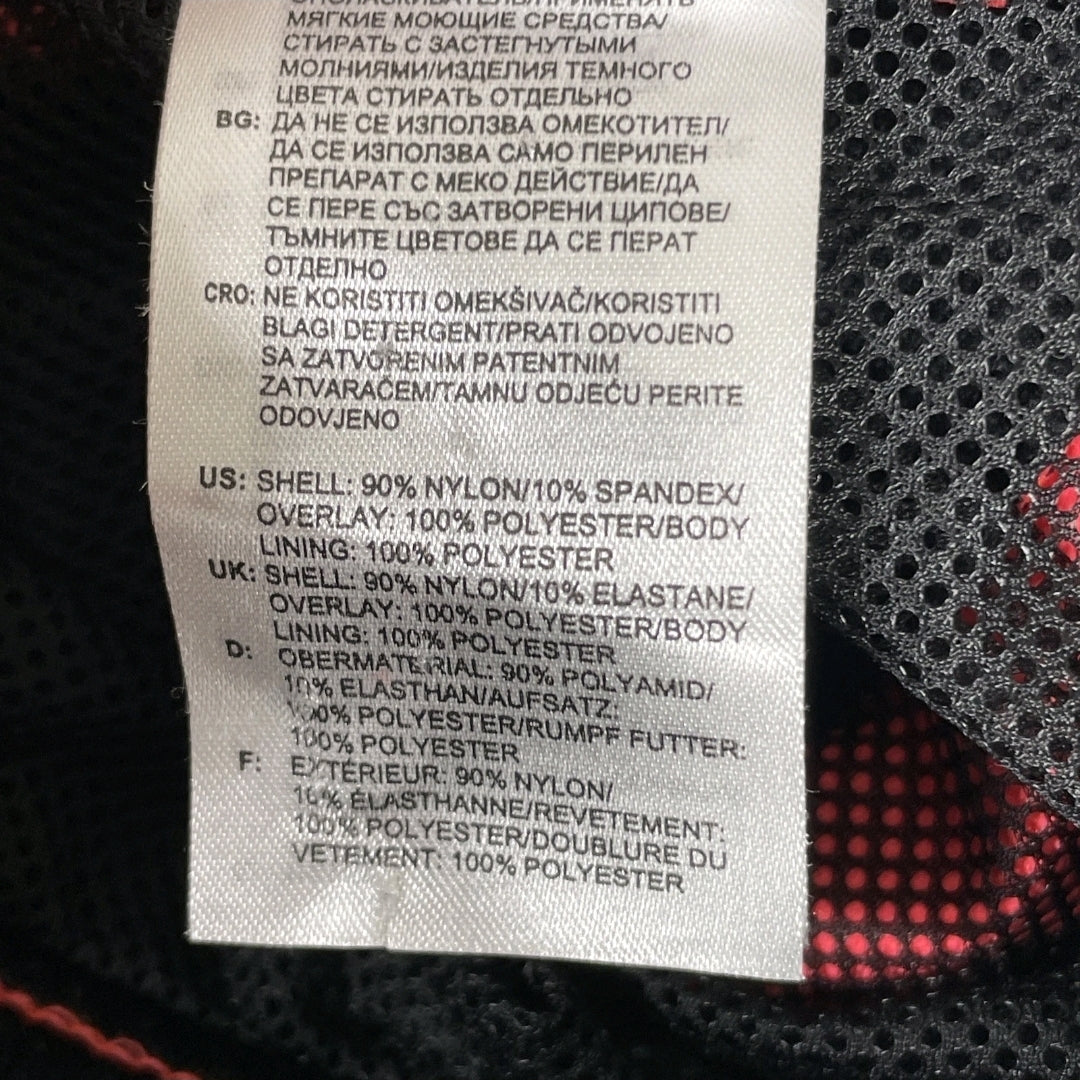 МЯГКИЕ МОЮЩИЕ СРЕДСТВА/
СТИРАТЬ С ЗАСТЕГНУТЫМИ
МОЛНИЯМИ/ИЗДЕЛИЯ ТЕМНОГО
ЦВЕТА СТИРАТЬ ОТДЕЛЬНО
BG: ДА НЕ СЕ ИЗПОЛЗВА ОМЕКОТИТЕЛ/
ДА СЕ ИЗПОЛЗВА САМО ПЕРИЛЕН
ПРЕПАРАТ С МЕКО ДЕЙСТВИЕ/ДА
СЕ ПЕРЕ СЪС ЗАТВОРЕНИ ЦИПОВЕ/
ТЪМНИТЕ ЦВЕТОВЕ ДА СЕ ПЕРАТ
ОТДЕЛНО
CRO: NE KORISTITI OMEKŠIVAČ/KORISTITI
BLAGI DETERGENT/PRATI ODVOJENO
SA ZATVORENIM PATENTNIM
ZATVARAČEM/TAMNU ODJEĆU PERITE
ODOVJENO
US: SHELL: 90% NYLON/10% SPANDEX/
OVERLAY: 100% POLYESTER/BODY
LINING: 100% POLYESTER
UK: SHELL: 90% NYLON/10% ELASTANE/
OVERLAY: 100% POLYESTER/BODY
LINING: 100% POLYESTER
D: OBERMATERIAL: 90% POLYAMID/
10% ELASTHAN/AUFSATZ:
100% POLYESTER/RUMPF FUTTER:
100% POLYESTER
F: EXTERIEUR: 90% NYLON/
10% ÉLASTHANNE/REVETEMENT:
100% POLYESTER/DOUBLURE DU
VETEMENT: 100% POLYESTER